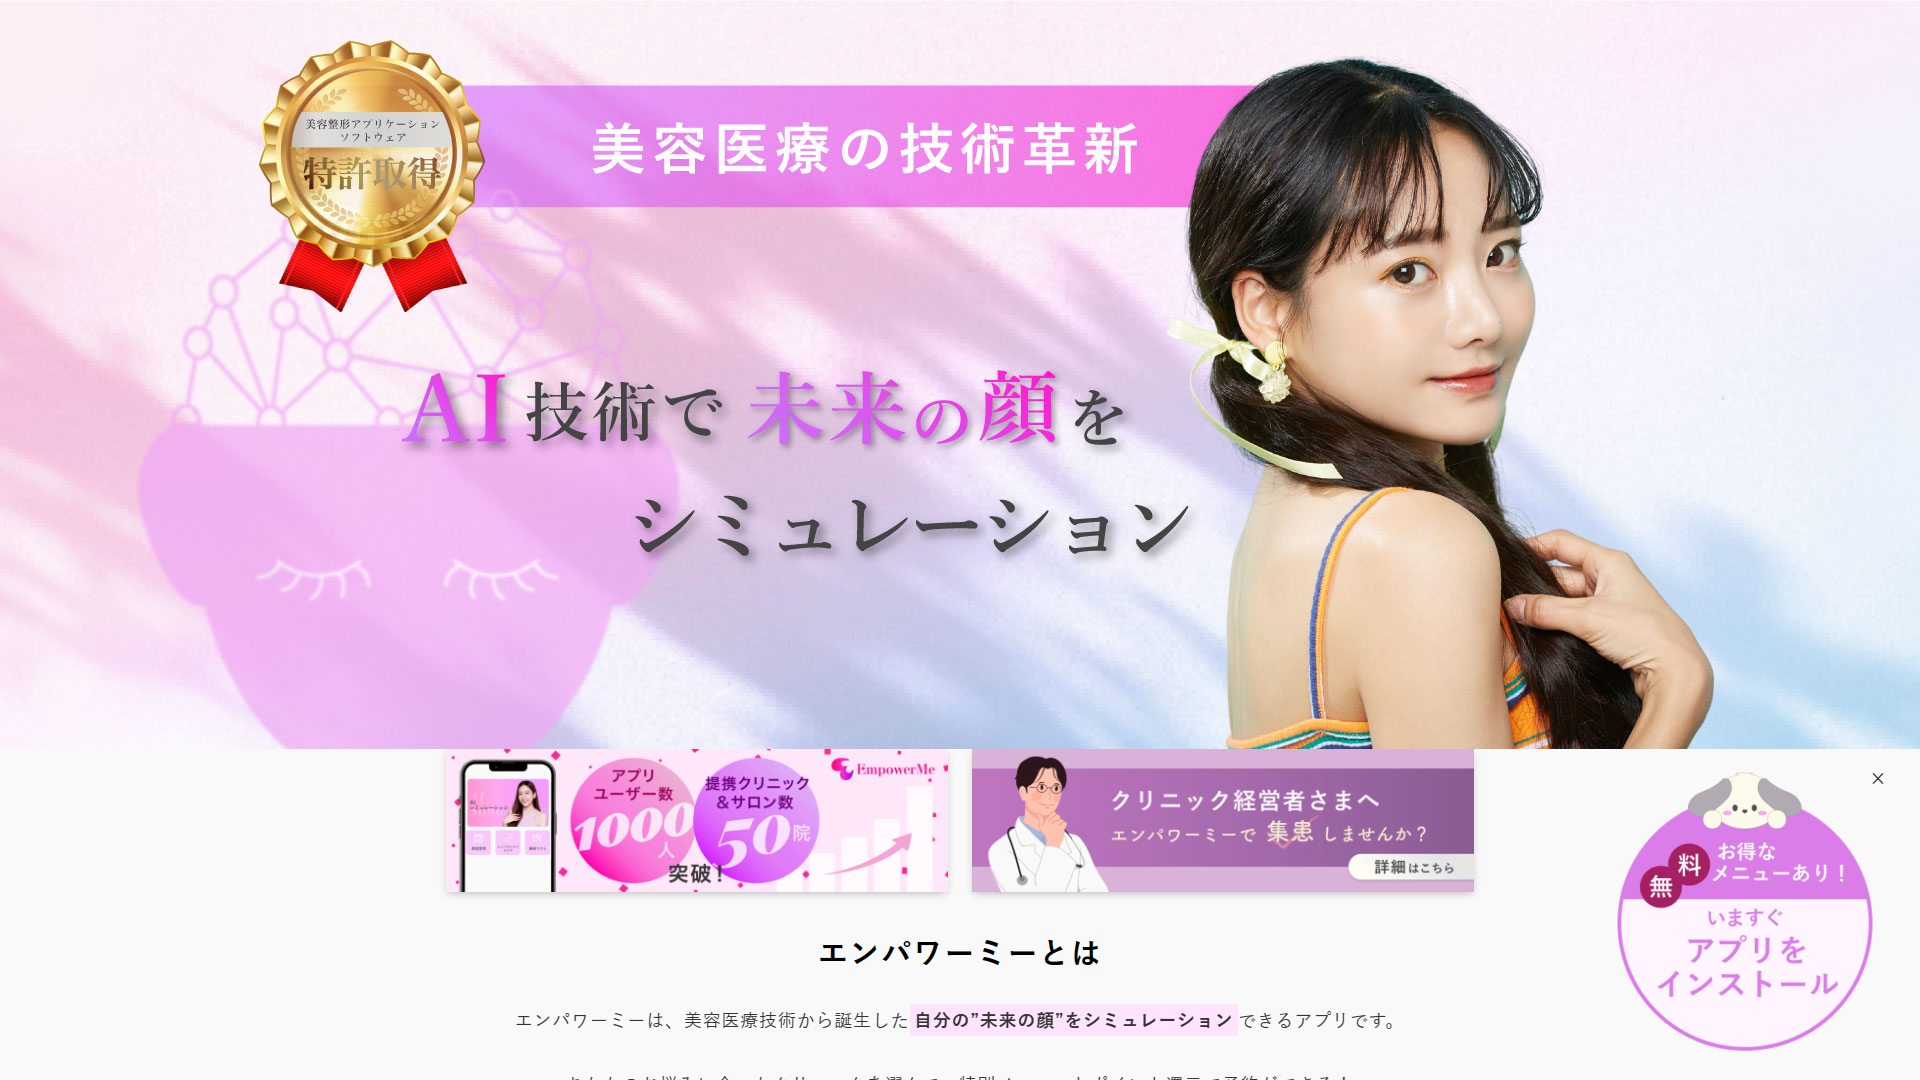 美容整形アプリケーション
ソフトウェア
特許取得
美容医療の技術革新
AI技術で未来の顔を
シミュレーション
アプリ
ユーザー数
1000人
提携クリニック
&サロン数
50院
突破！
EmpowerMe
クリニック経営者さまへ
エンパワーミーで 集患 しませんか？
詳細はこちら
無料
お得な
メニューあり！
いますぐ
アプリを
インストール
エンパワーミーとは
エンパワーミーは、美容医療技術から誕生した 自分の”未来の顔”をシミュレーション できるアプリです。